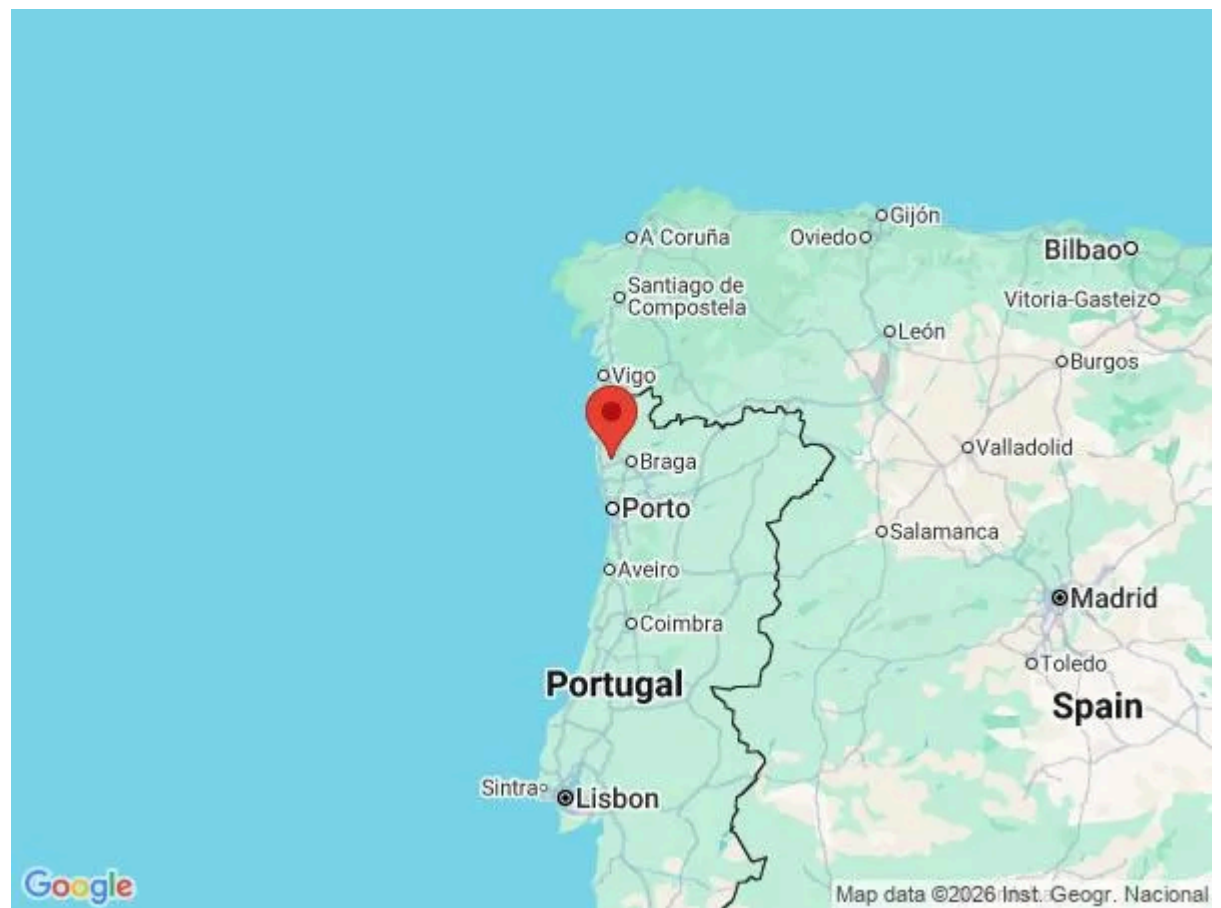 Gijón
A Coruña
Oviedo
Bilbao
Santiago de
Compostela
Vitoria-Gasteiz
León
Burgos
Vigo
Valladolid
Braga
Porto
Salamanca
Aveiro
Madrid
Coimbra
Toledo
Portugal
Spain
Sintra
Lisbon
Google
Map data ©2026 Inst. Geogr. Nacional